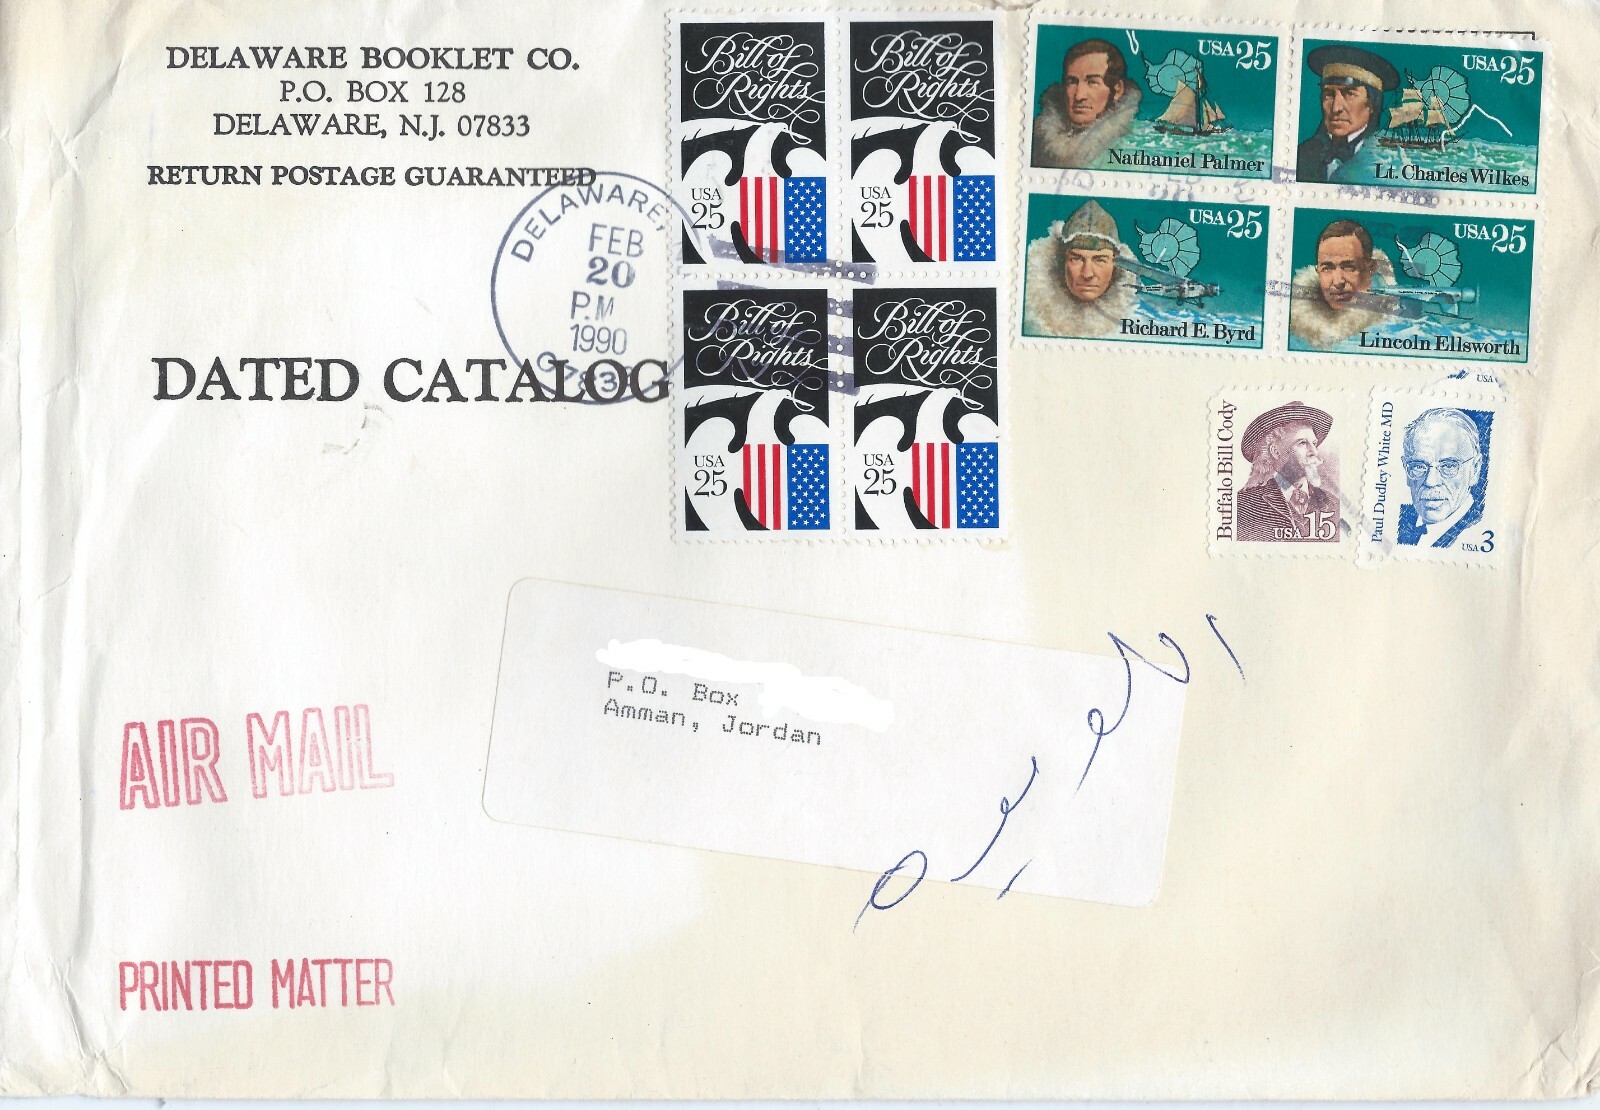 DELAWARE BOOKLET CO.
P.O. BOX 128
DELAWARE, N.J. 07833
RETURN POSTAGE GUARANTEED
DELAWARE,
FEB
20
P.M
1990
DATED CATALOG
Bill of
Rights
USA
25
Bill of
Rights
USA
25
Bill of
Rights
USA
25
Bill of
Rights
USA
25
USA 25
Nathaniel Palmer
USA 25
Lt. Charles Wilkes
USA 25
Richard E. Byrd
USA 25
Lincoln Ellsworth
USA
Buffalo Bill Cody
USA 15
Paul Dudley White MD
USA 3
P.O. Box
Amman, Jordan
AIR MAIL
PRINTED MATTER